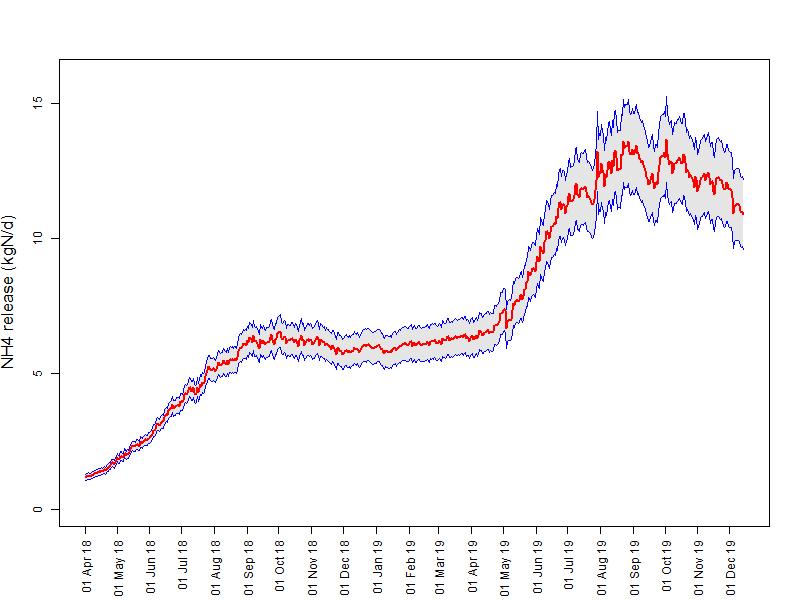 NH4 release (kgN/d)
15
10
5
0
01 Apr 18
01 May 18
01 Jun 18
01 Jul 18
01 Aug 18
01 Sep 18
01 Oct 18
01 Nov 18
01 Dec 18
01 Jan 19
01 Feb 19
01 Mar 19
01 Apr 19
01 May 19
01 Jun 19
01 Jul 19
01 Aug 19
01 Sep 19
01 Oct 19
01 Nov 19
01 Dec 19